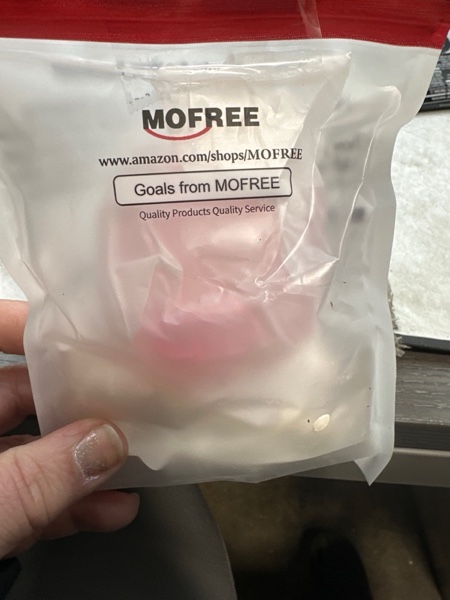 MOFREE
www.amazon.com/shops/MOFREE
Goals from MOFREE
Quality Products Quality Service